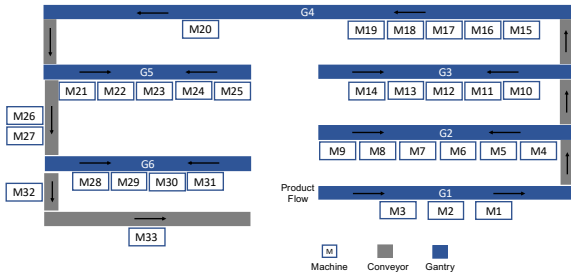 G4
M20 M19 M18 M17 M16 M15
G5 G3
M21 M22 M23 M24 M25 M14 M13 M12 M11 M10
M26
M27
G2
M9 M8 M7 M6 M5 M4
G6
M28 M29 M30 M31
M32
Product
Flow
G1
M3 M2 M1
M33
M
Machine Conveyor Gantry